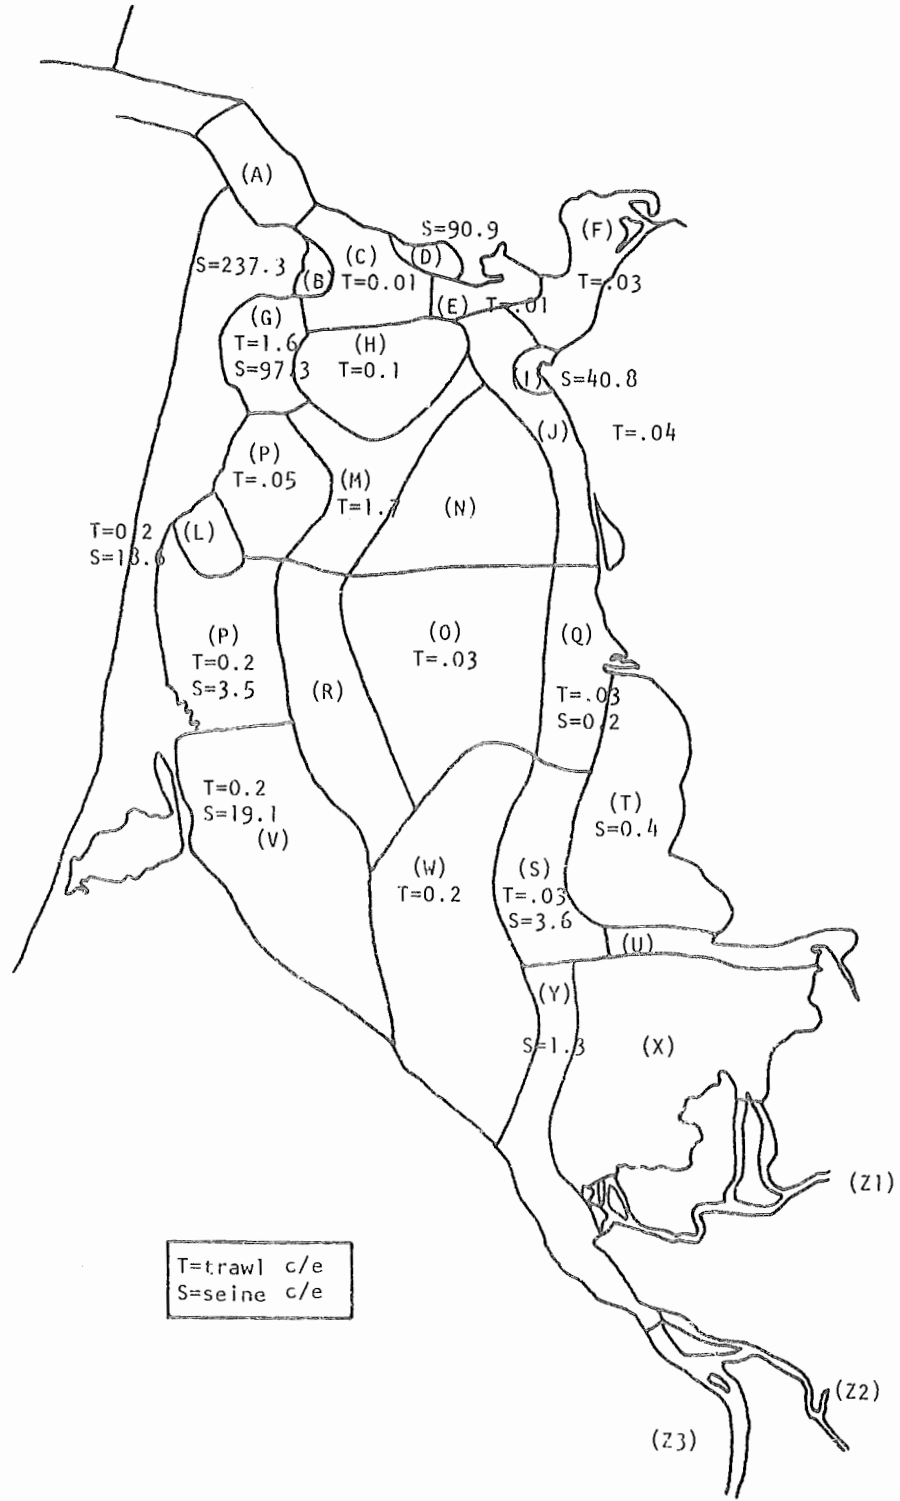 (A)
S=90.9
(F)
(C)
(D)
S=237.3
(B)
T=0.01
T=.03
(E)
T=.01
(G)
T=1.6
S=97.3
(H)
T=0.1
(I)
S=40.8
(J)
T=.04
(P)
T=.05
(M)
T=1.7
(N)
T=0.2
(L)
(P)
T=0.2
S=3.5
(O)
T=.03
(Q)
(R)
T=.03
S=0.2
T=0.2
S=19.1
(V)
(T)
S=0.4
(W)
T=0.2
(S)
T=.03
S=3.6
(U)
(Y)
S=1.3
(X)
(Z1)
T=trawl c/e
S=seine c/e
(Z2)
(Z3)